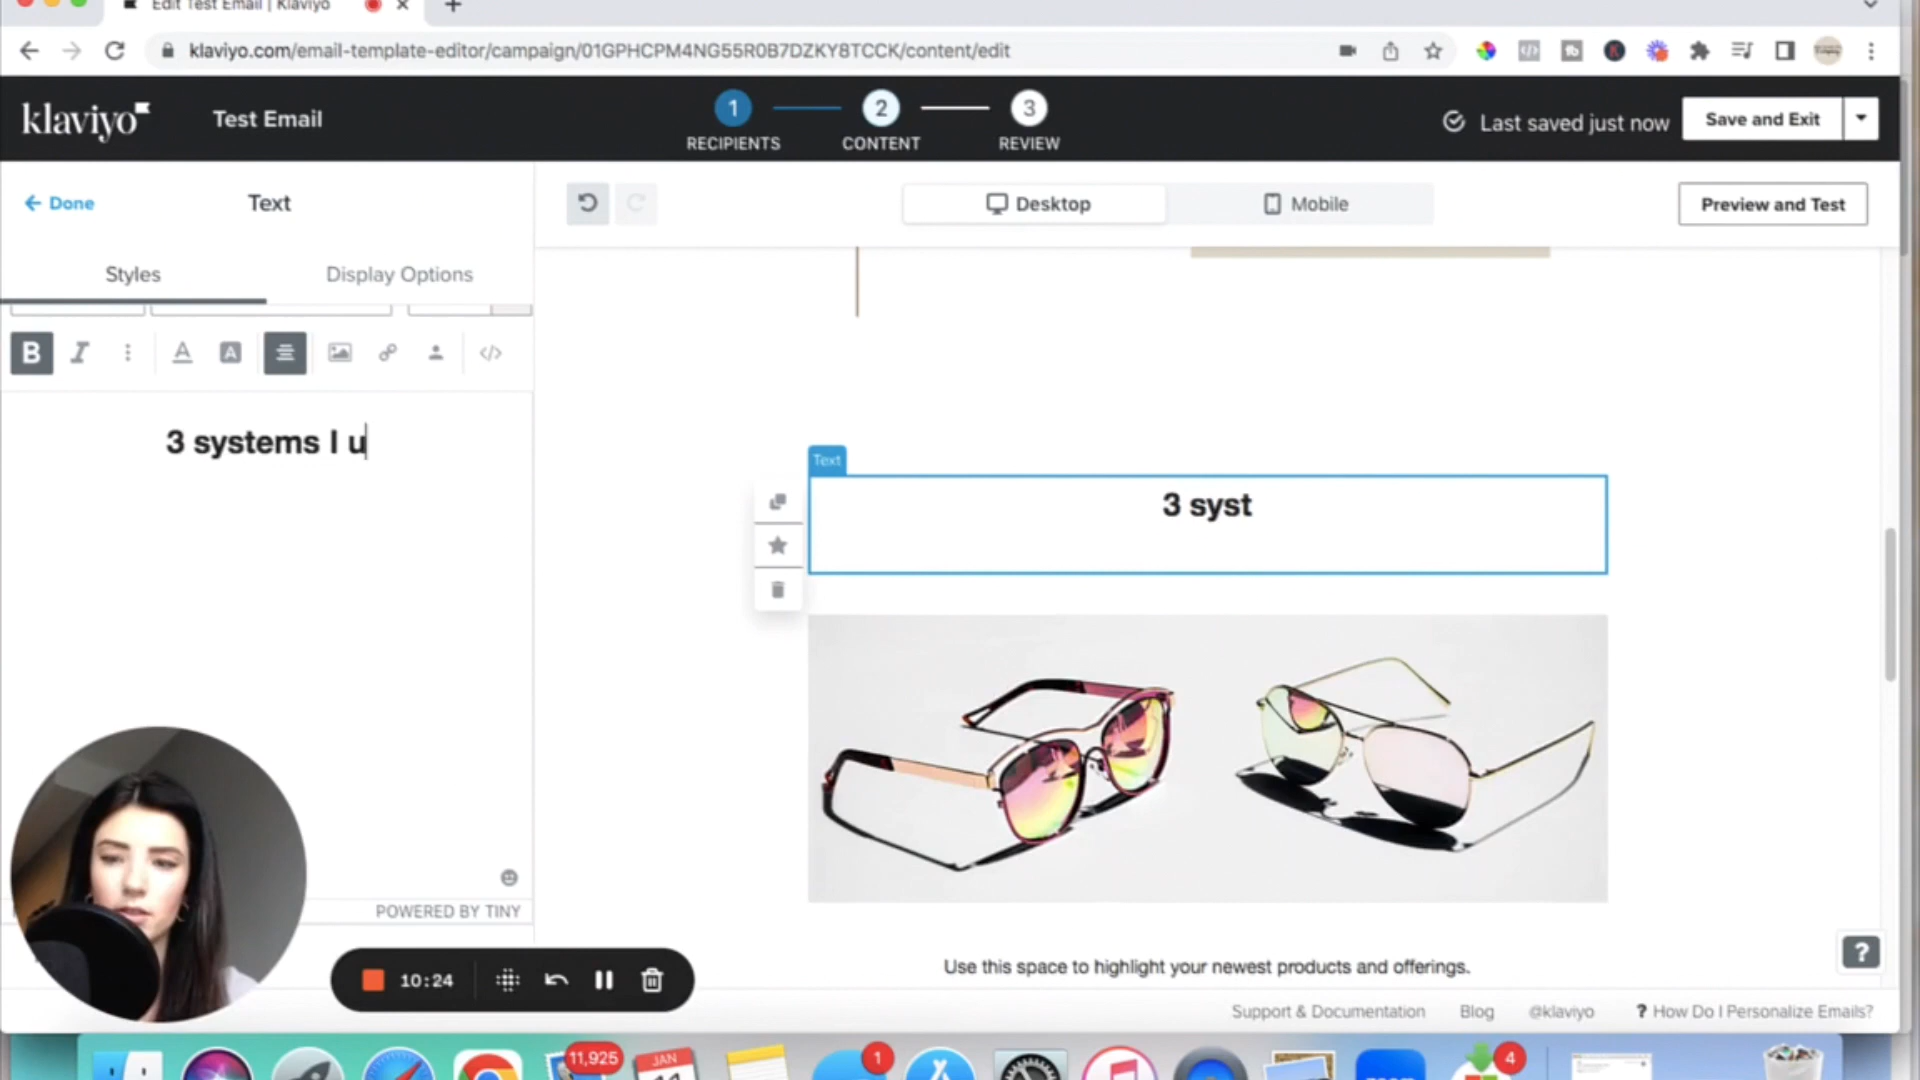 Edit Test Email | Klaviyo
klaviyo.com/email-template-editor/campaign/01GPHCPM4NG55R0B7DZKY8TCCK/content/edit
klaviyo
Test Email
1
2
3
RECIPIENTS
CONTENT
REVIEW
Last saved just now
Save and Exit
Done
Text
Desktop
Mobile
Preview and Test
Styles
Display Options
B I A A
3 systems I u
Text
3 syst
POWERED BY TINY
10:24
Use this space to highlight your newest products and offerings.
?
Support & Documentation
Blog
@klaviyo
? How Do I Personalize Emails?
11,925
JAN
1
4